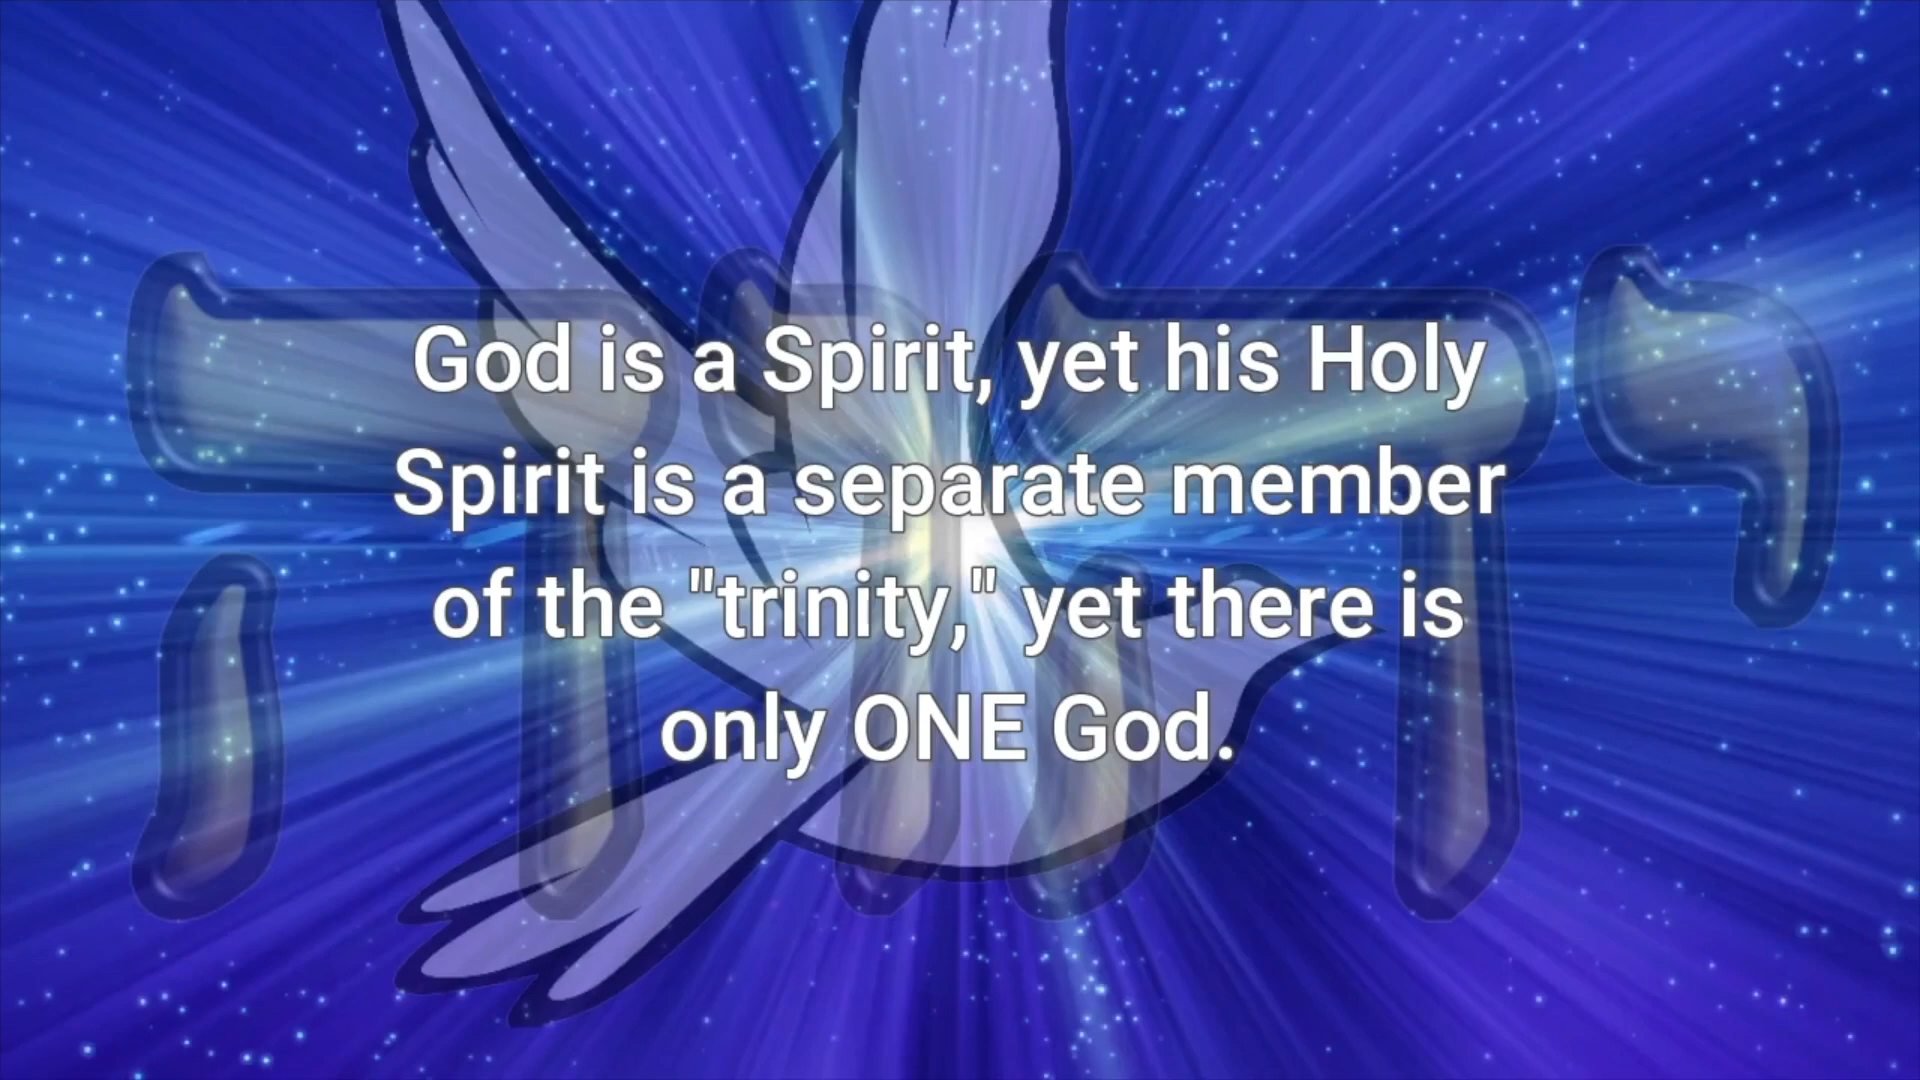 יהוה
God is a Spirit, yet his Holy
Spirit is a separate member
of the "trinity," yet there is
only ONE God.